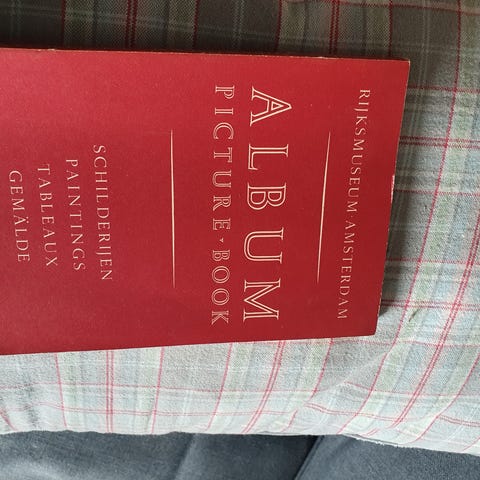 RIJKSMUSEUM AMSTERDAM
ALBUM
PICTURE▾BOOK
SCHILDERIJEN
PAINTINGS
TABLEAUX
GEMÄLDE